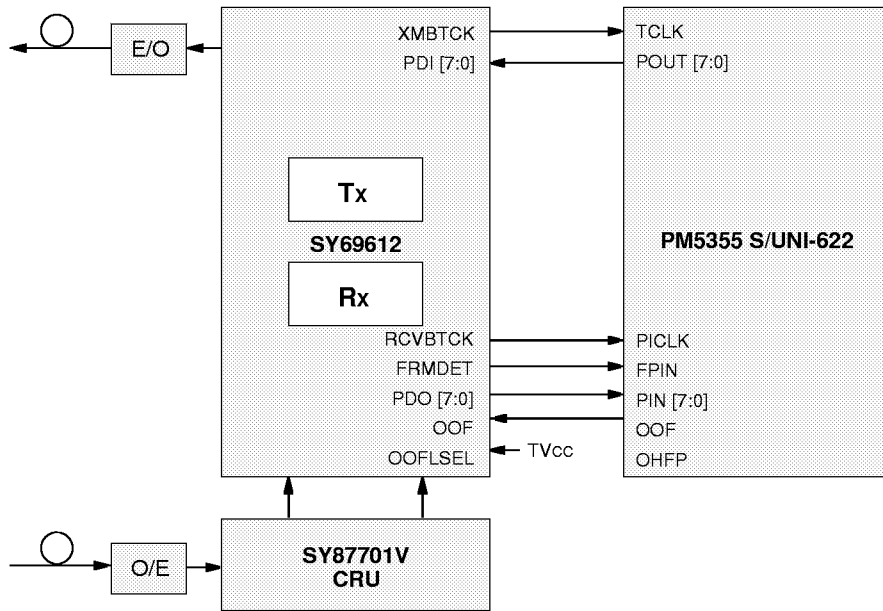 E/O
XMBTCK
TCLK
PDI [7:0]
POUT [7:0]
Tx
SY69612
Rx
PM5355 S/UNI-622
RCVBTCK
PICLK
FRMDET
FPIN
PDO [7:0]
PIN [7:0]
OOF
OOF
OOFLSEL
TVcc
OHFP
O/E
SY87701V
CRU